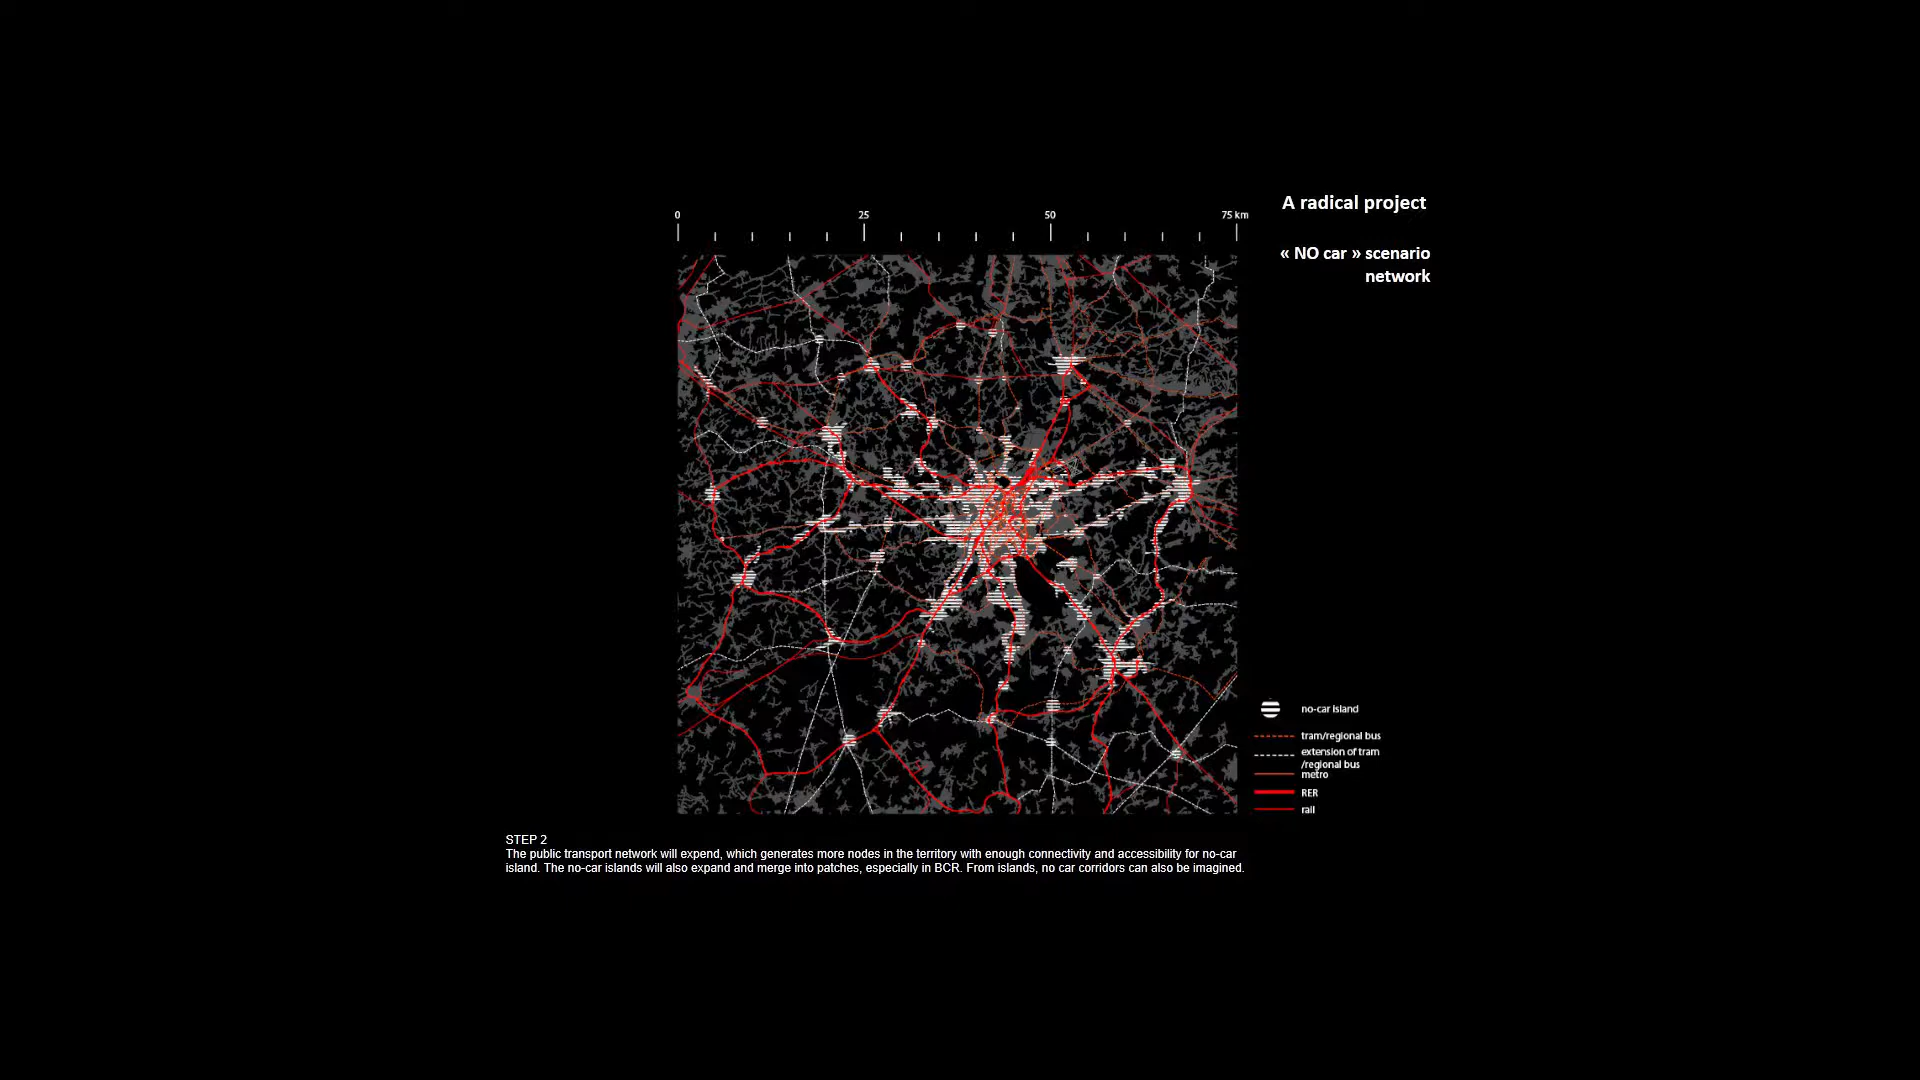 A radical project
« NO car » scenario
network
0 25 50 75 km
no-car island
tram/regional bus
extension of tram
/regional bus
metro
RER
rail
STEP 2
The public transport network will expend, which generates more nodes in the territory with enough connectivity and accessibility for no-car
island. The no-car islands will also expand and merge into patches, especially in BCR. From islands, no car corridors can also be imagined.